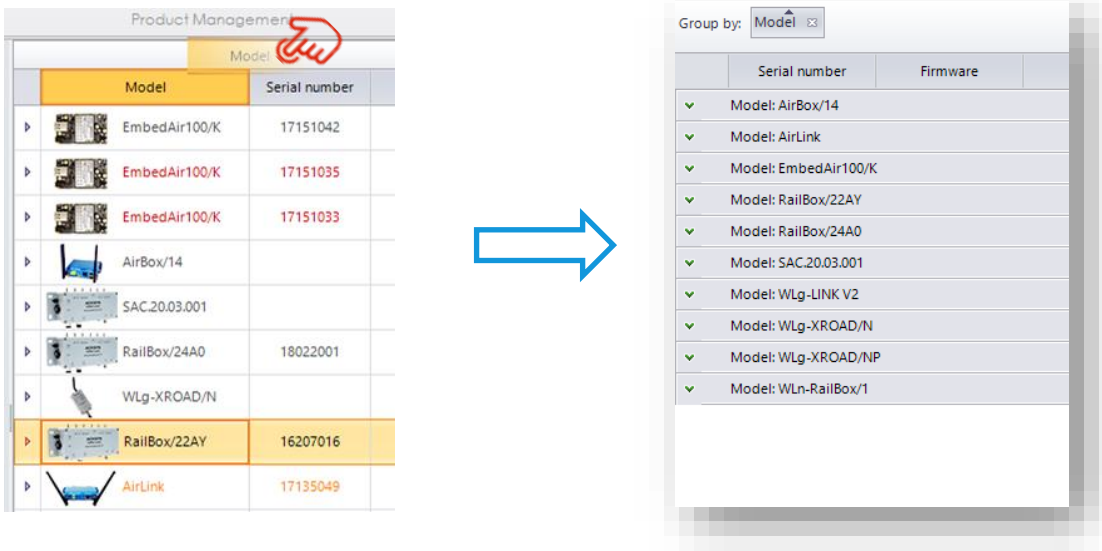 Product Management
Model
Model Serial number
EmbedAir100/K 17151042
EmbedAir100/K 17151035
EmbedAir100/K 17151033
AirBox/14
SAC.20.03.001
RailBox/24A0 18022001
WLg-XROAD/N
RailBox/22AY 16207016
AirLink 17135049
Group by: Model
Serial number Firmware
Model: AirBox/14
Model: AirLink
Model: EmbedAir100/K
Model: RailBox/22AY
Model: RailBox/24A0
Model: SAC.20.03.001
Model: WLg-LINK V2
Model: WLg-XROAD/N
Model: WLg-XROAD/NP
Model: WLn-RailBox/1